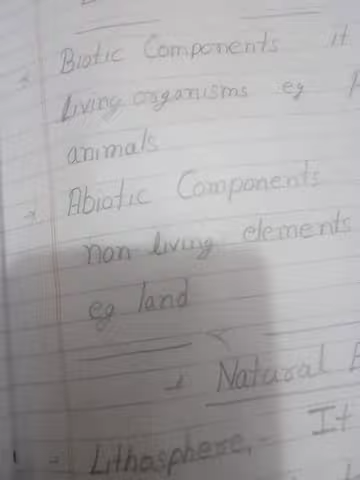 Biotic Components it
Living organisms eg
animals
Abiotic Components
non living elements
eg land
Natural
Lithosphere,- It